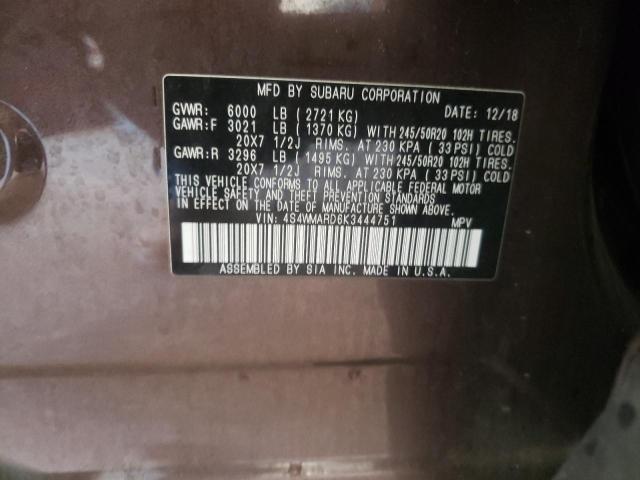 MFD BY SUBARU CORPORATION
GVWR: 6000 LB ( 2721 KG) DATE: 12/18
GAWR:F 3021 LB ( 1370 KG) WITH 245/50R20 102H TIRES.
20X7 1/2J RIMS. AT 230 KPA ( 33 PSI) COLD
GAWR:R 3296 LB ( 1495 KG) WITH 245/50R20 102H TIRES.
20X7 1/2J RIMS. AT 230 KPA ( 33 PSI) COLD
THIS VEHICLE CONFORMS TO ALL APPLICABLE FEDERAL MOTOR
VEHICLE SAFETY BUMPER AND THEFT PREVENTION STANDARDS
IN EFFECT ON THE DATE OF MANUFACTURE SHOWN ABOVE.
VIN: 4S4WMARD6K3444751 MPV
ASSEMBLED BY SIA INC. MADE IN U.S.A.